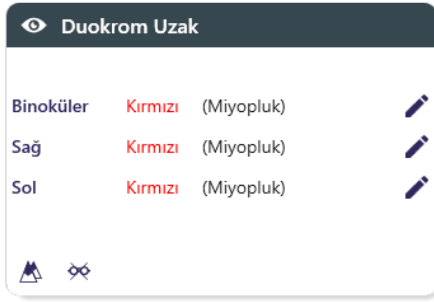 Duokrom Uzak
Binoküler Kırmızı (Miyopluk)
Sağ Kırmızı (Miyopluk)
Sol Kırmızı (Miyopluk)